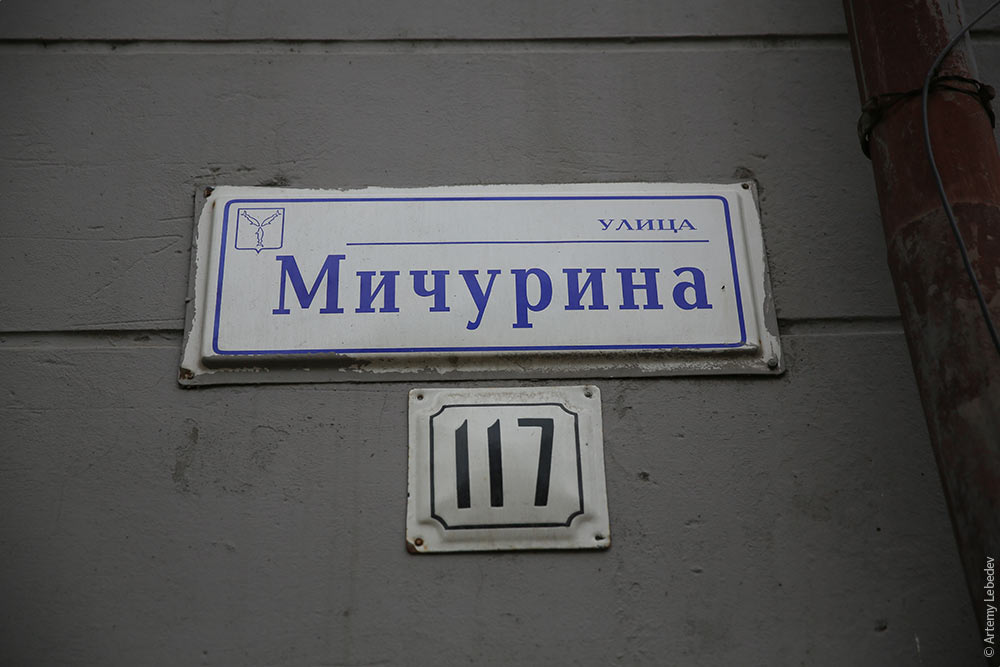 УЛИЦА
Мичурина
117
© Artemy Lebedev